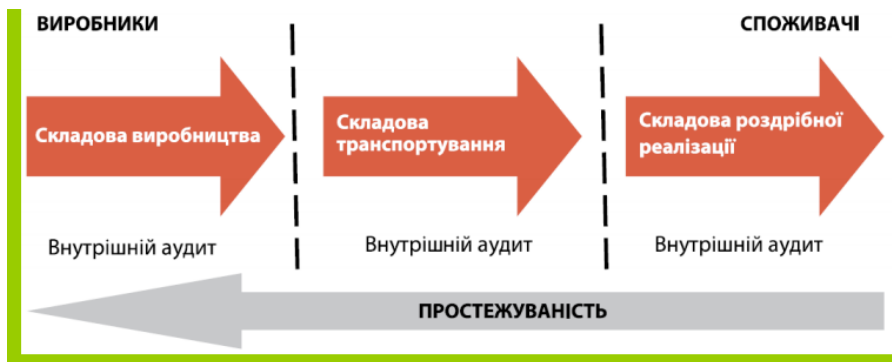 ВИРОБНИКИ
СПОЖИВАЧІ
Складова виробництва
Складова
транспортування
Складова роздрібної
реалізації
Внутрішній аудит
Внутрішній аудит
Внутрішній аудит
ПРОСТЕЖУВАНІСТЬ